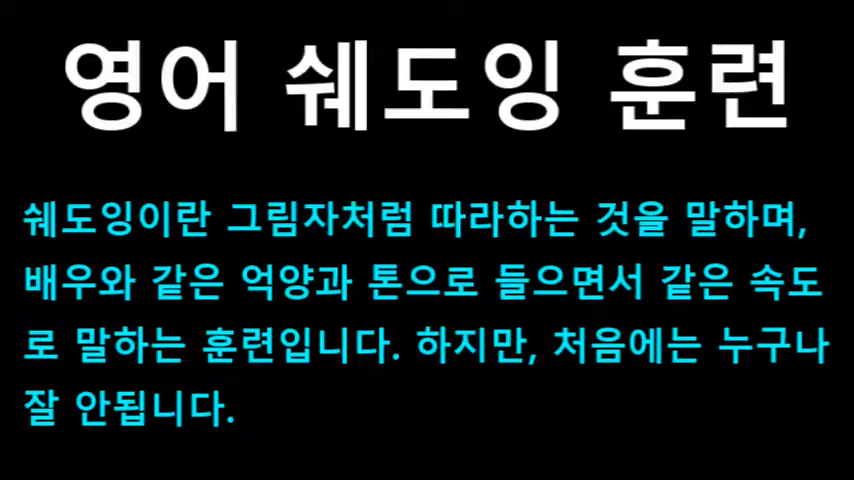 영어 쉐도잉 훈련
쉐도잉이란 그림자처럼 따라하는 것을 말하며,
배우와 같은 억양과 톤으로 들으면서 같은 속도
로 말하는 훈련입니다. 하지만, 처음에는 누구나
잘 안됩니다.